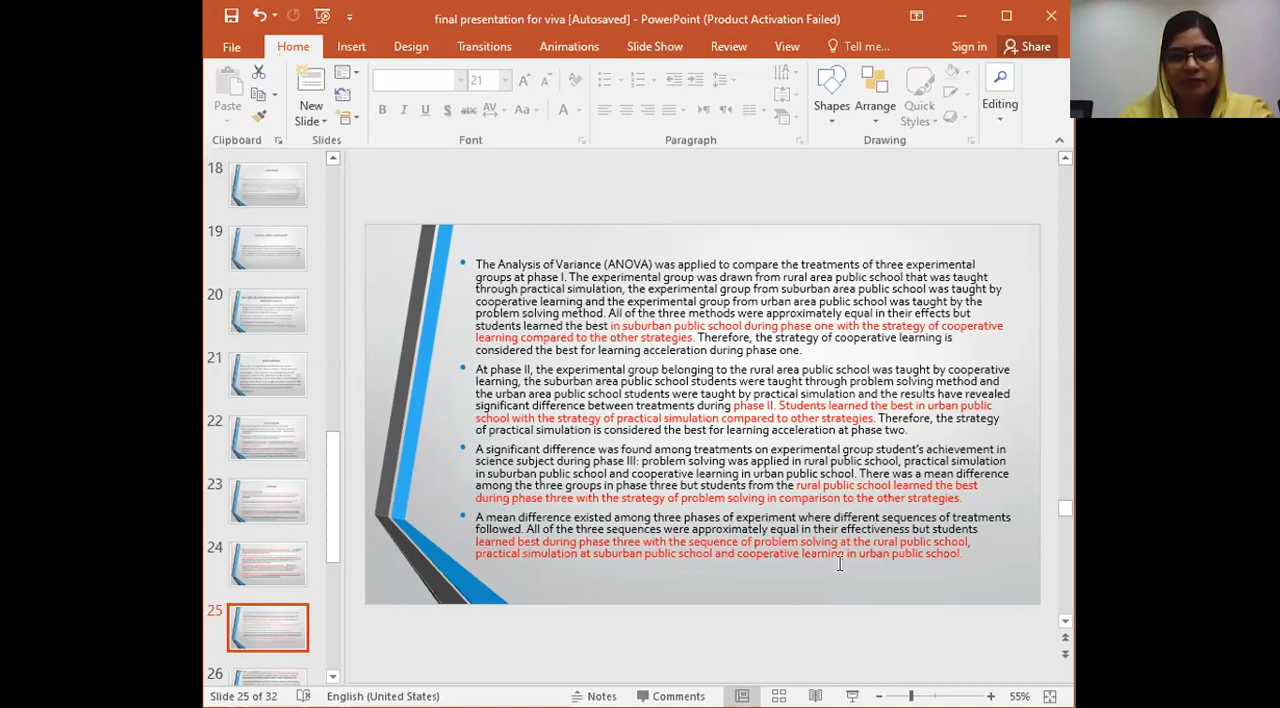 final presentation for viva [Autosaved] - PowerPoint (Product Activation Failed)
File Home Insert Design Transitions Animations Slide Show Review View Tell me... Sign in Share
Paste
New
Slide
21
B I U S abc AV Aa A
Shapes Arrange Quick
Styles
Editing
Clipboard Slides Font Paragraph Drawing
18
19
20
21
22
23
24
25
26
The Analysis of Variance (ANOVA) was applied to compare the treatments of three experimental
groups at phase I. The experimental group was drawn from rural area public school that was taught
through practical simulation, the experimental group from suburban area public school was taught by
cooperative learning and the experimental group from urban area public school was taught by the
problem solving method. All of the three methods were approximately equal in their effects but
students learned the best in suburban public school during phase one with the strategy of cooperative
learning compared to the other strategies. Therefore, the strategy of cooperative learning is
considered the best for learning acceleration during phase one.
At phase II, the experimental group belonging to the rural area public school was taught by cooperative
learning, the suburban area public school students were taught through problem solving method and
the urban area public school students were taught by practical simulation and the results have revealed
significant difference between treatments during phase II. Students learned the best in urban public
school with the strategy of practical simulation compared to other strategies. Therefore, the strategy
of practical simulation is considered the best for learning acceleration at phase two.
A significant difference was found among treatments on experimental group student's achievement in
science subject during phase III: problem solving was applied in rural public school, practical simulation
in suburban public school and cooperative learning in urban public school. There was a mean difference
among the three groups in phase three but students from the rural public school learned the best
during phase three with the strategy of problem solving in comparison to the other strategies.
A mean difference existed among three phases of experiment where different sequences of treatments
followed. All of the three sequences were approximately equal in their effectiveness but students
learned best during phase three with the sequence of problem solving at the rural public school,
practical simulation at suburban public school and cooperative learning in urban public school.
Slide 25 of 32 English (United States) Notes Comments 55%